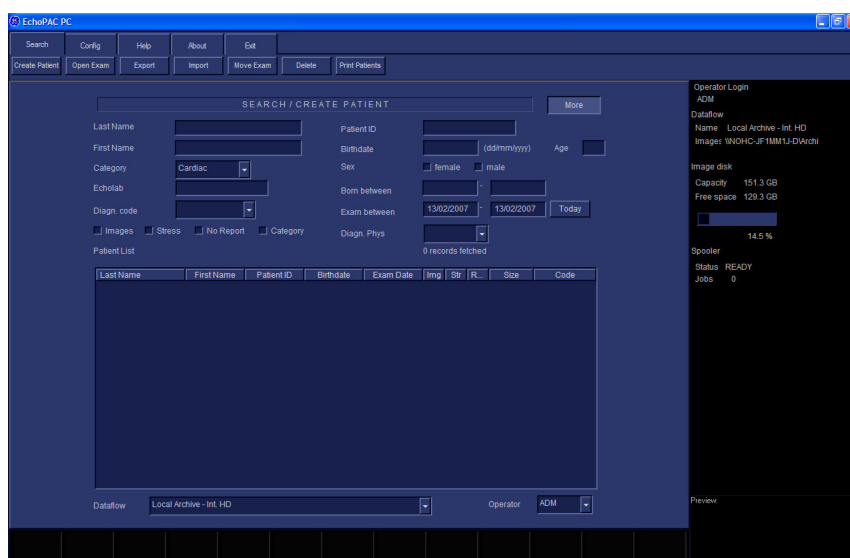 EchoPAC PC
Search Config Help About Exit
Create Patient Open Exam Export Import Move Exam Delete Print Patients
SEARCH / CREATE PATIENT More
Last Name Patient ID
First Name Birthdate (dd/mm/yyyy) Age
Category Cardiac Sex female male
Echolab Born between -
Diagn. code Exam between 13/02/2007 - 13/02/2007 Today
Images Stress No Report Category Diagn. Phys
Patient List 0 records fetched
Last Name First Name Patient ID Birthdate Exam Date Img Str R... Size Code
Dataflow Local Archive - Int. HD Operator ADM
Operator Login
ADM
Dataflow
Name Local Archive - Int. HD
Images \\NOHC-JF1MM1J-D\Archi
Image disk
Capacity 151.3 GB
Free space 129.3 GB
14.5 %
Spooler
Status READY
Jobs 0
Preview: